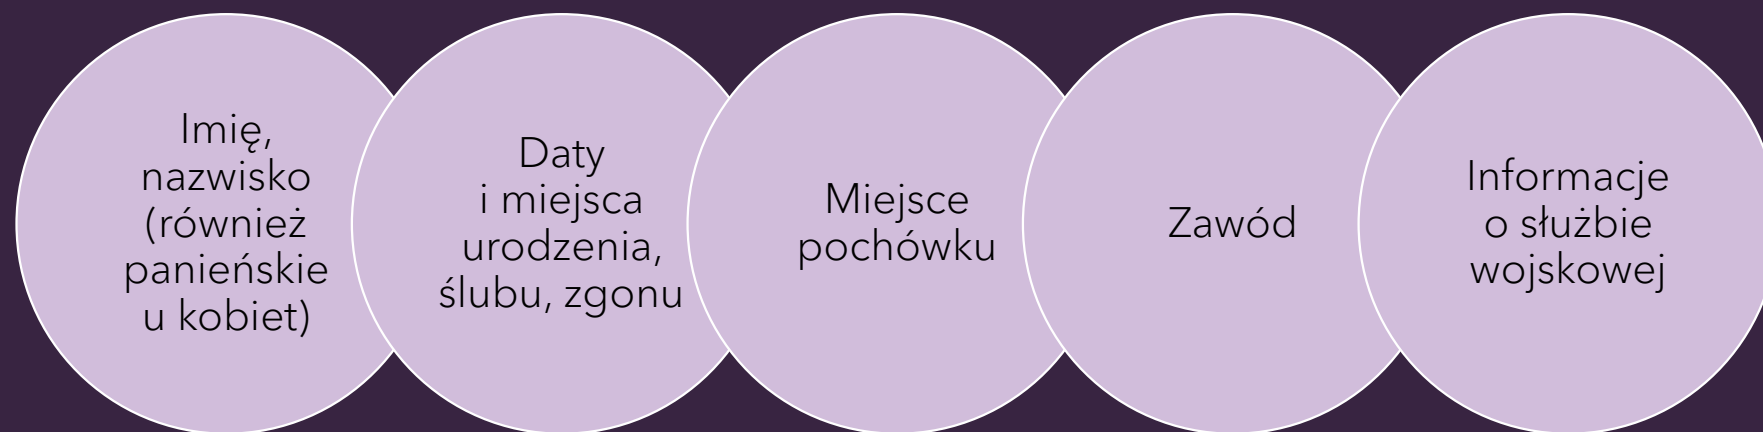 Imię,
nazwisko
(również
panieńskie
u kobiet)
Daty
i miejsca
urodzenia,
ślubu, zgonu
Miejsce
pochówku
Zawód
Informacje
o służbie
wojskowej